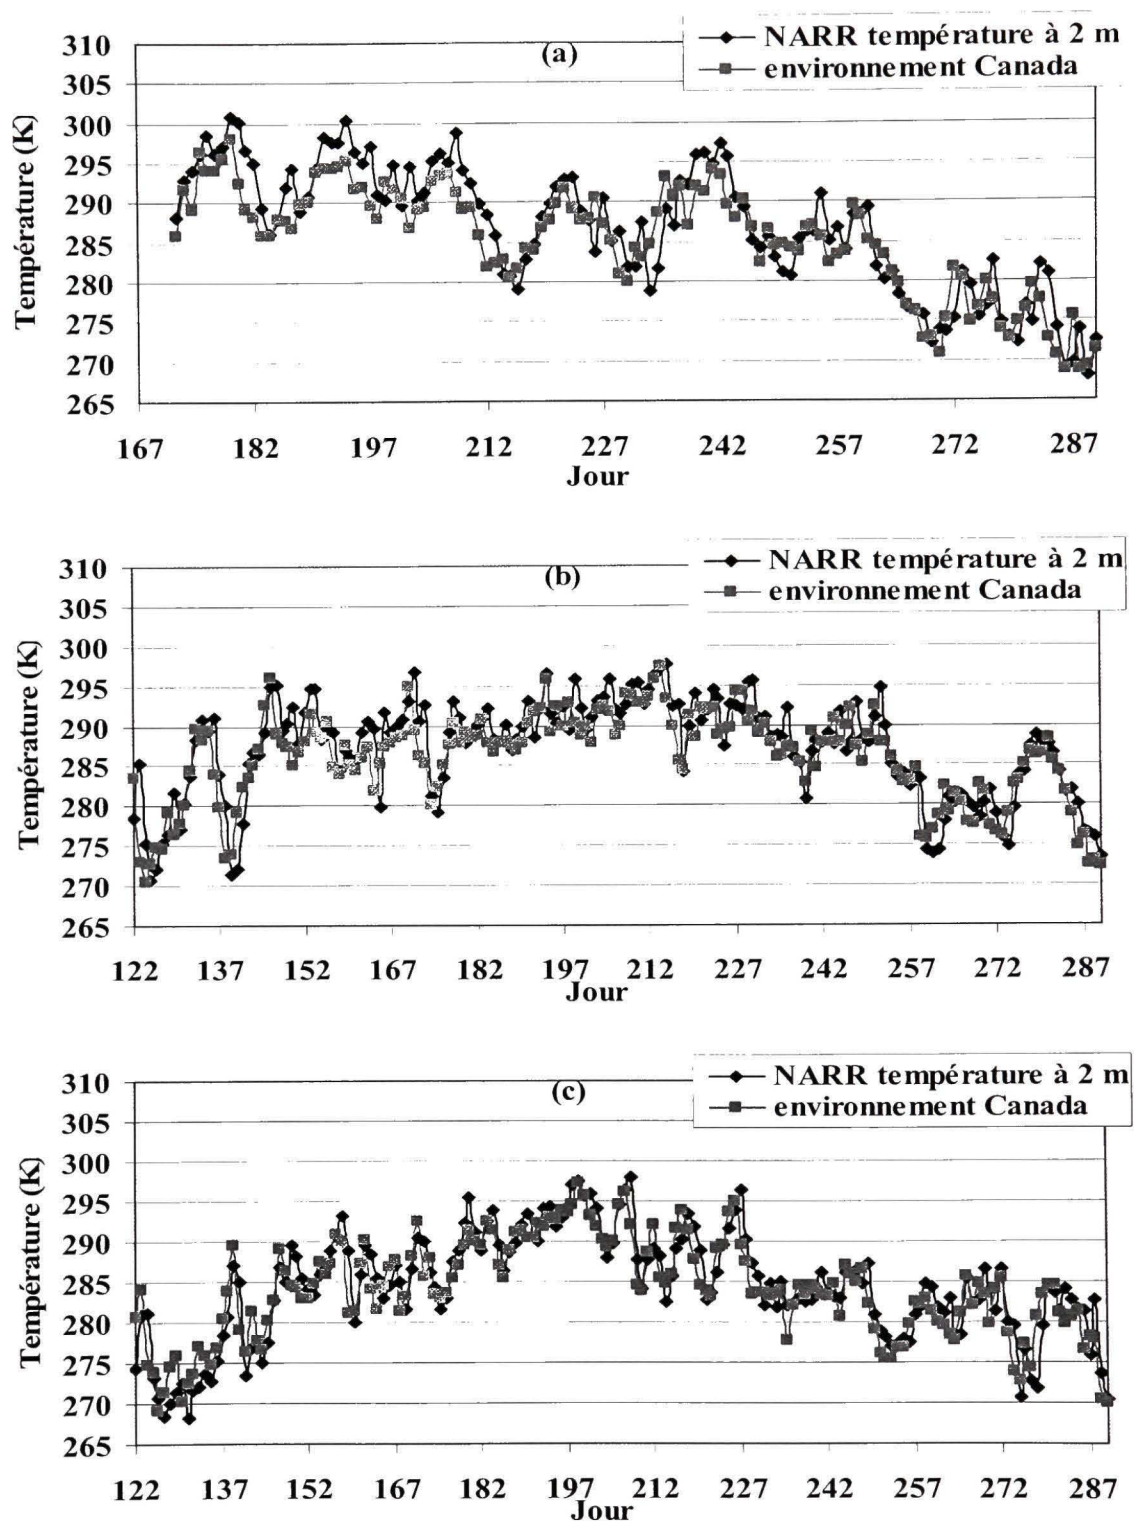 NARR température à 2 m
environnement Canada
(a)
Température (K)
310
305
300
295
290
285
280
275
270
265
167 182 197 212 227 242 257 272 287
Jour
NARR température à 2 m
environnement Canada
(b)
Température (K)
310
305
300
295
290
285
280
275
270
265
122 137 152 167 182 197 212 227 242 257 272 287
Jour
NARR température à 2 m
environnement Canada
(c)
Température (K)
310
305
300
295
290
285
280
275
270
265
122 137 152 167 182 197 212 227 242 257 272 287
Jour